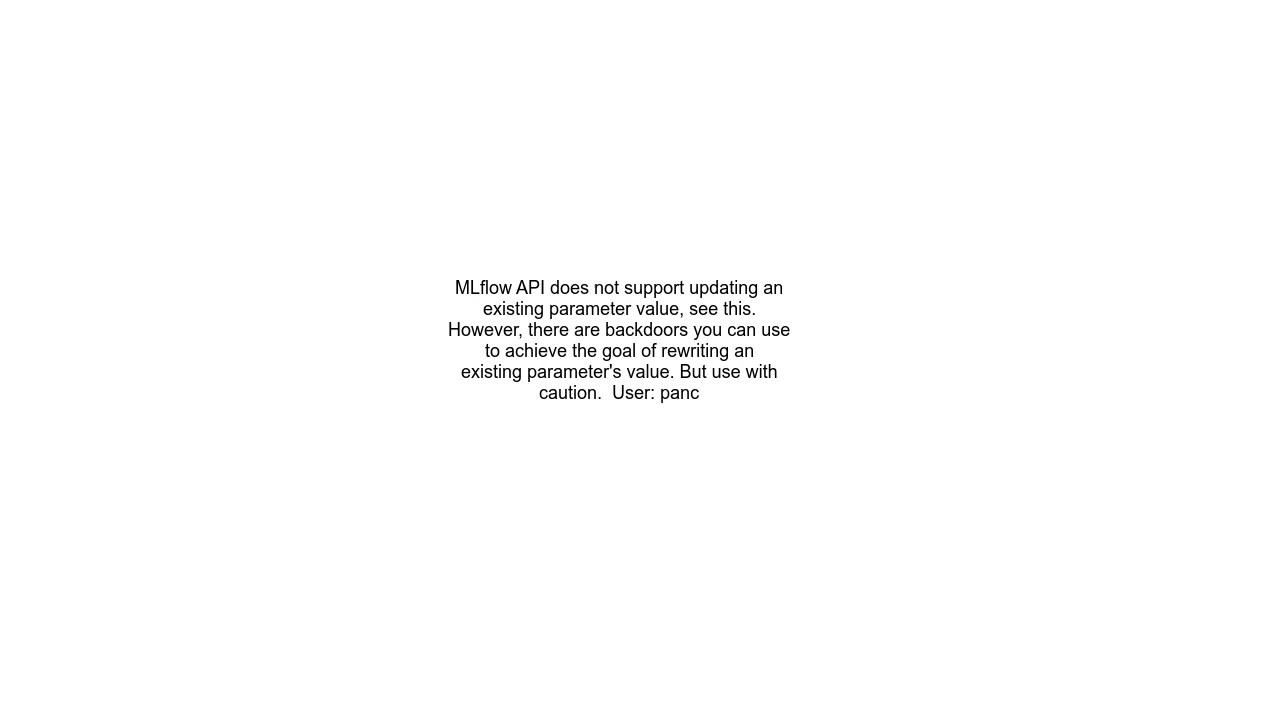 MLflow API does not support updating an
existing parameter value, see this.
However, there are backdoors you can use
to achieve the goal of rewriting an
existing parameter's value. But use with
caution.  User: panc